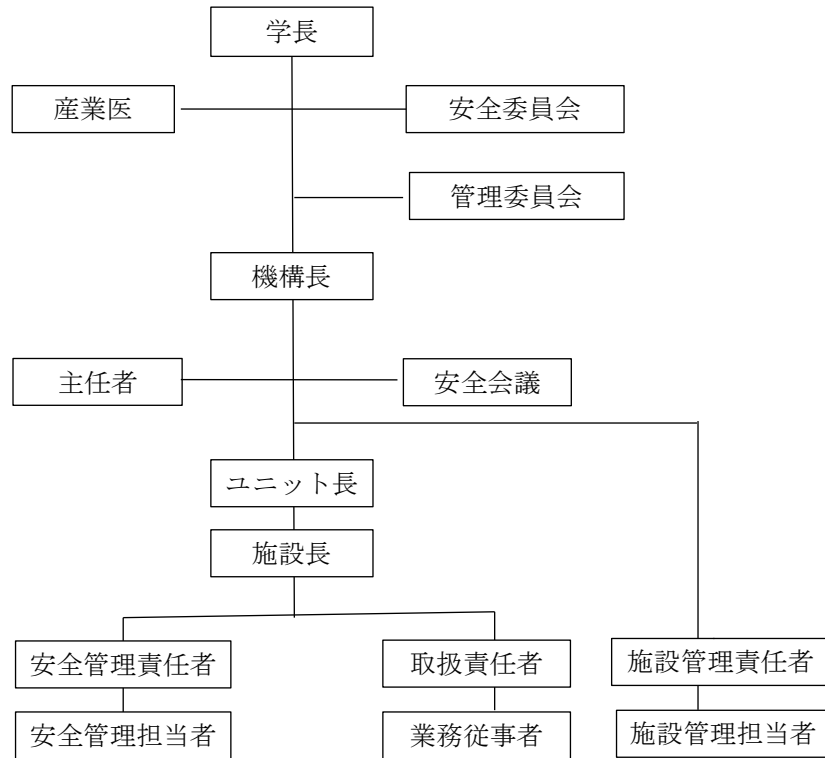 学長
産業医
安全委員会
管理委員会
機構長
主任者
安全会議
ユニット長
施設長
安全管理責任者
取扱責任者
施設管理責任者
安全管理担当者
業務従事者
施設管理担当者